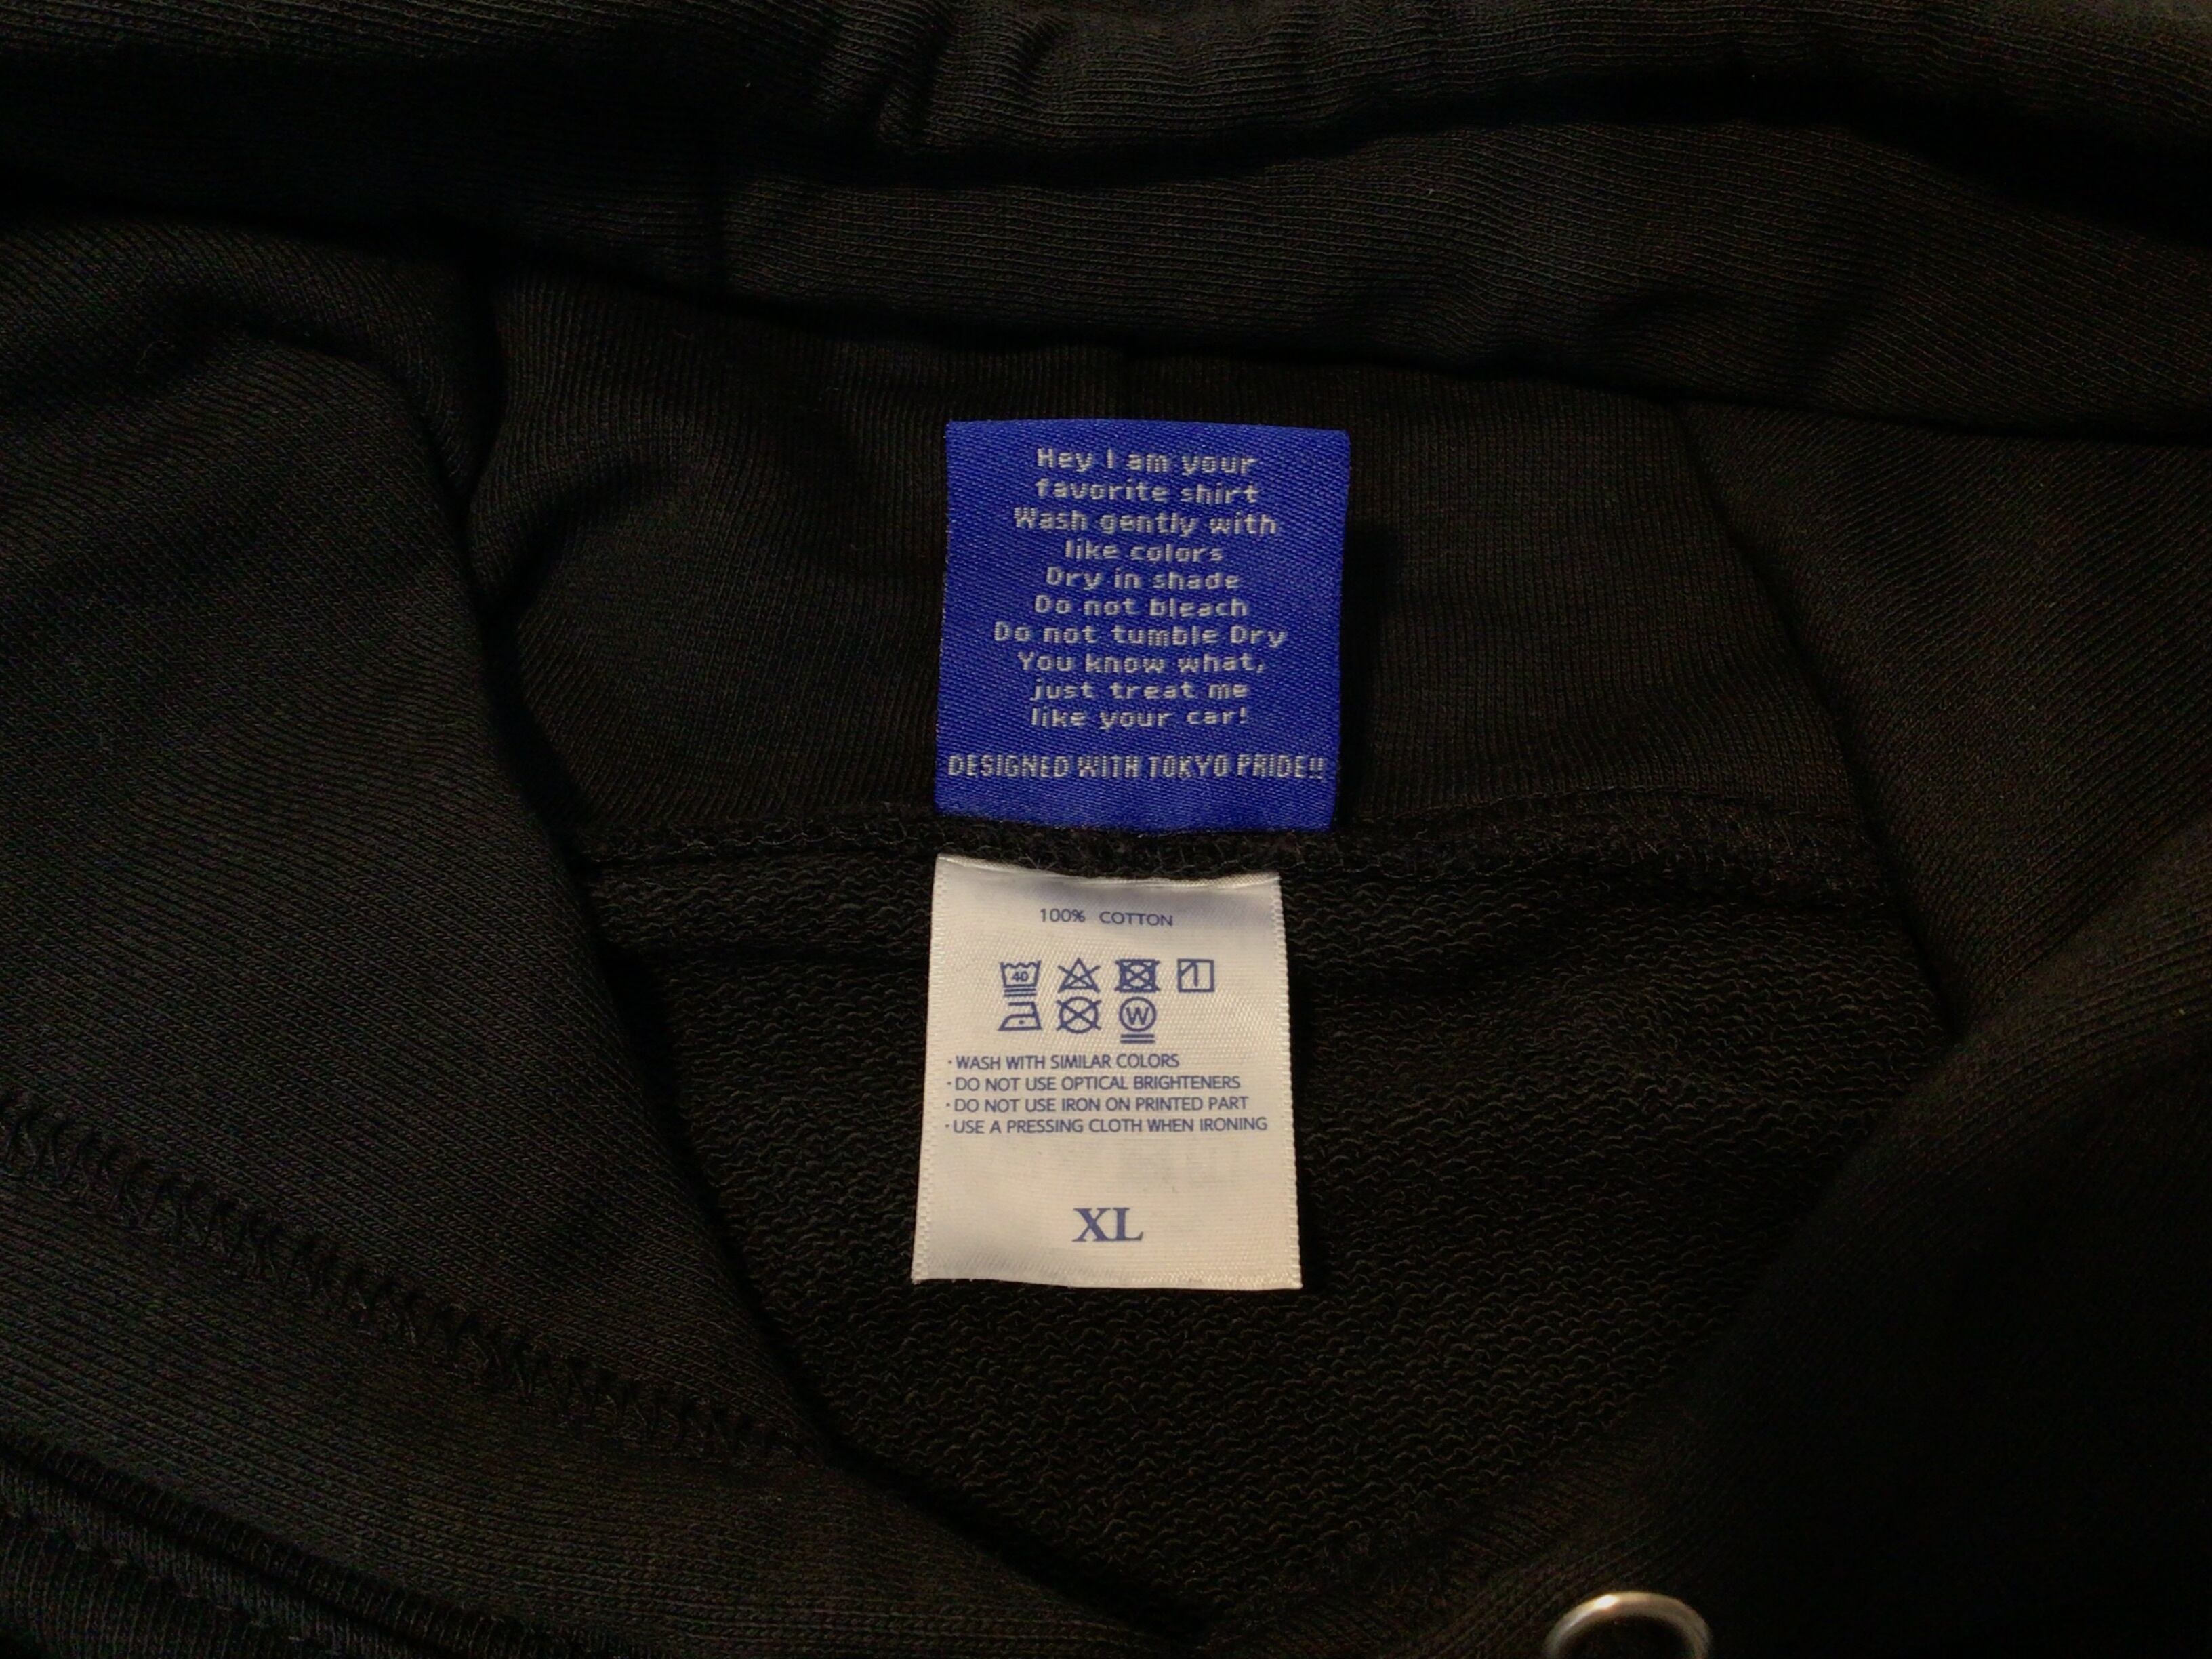 Hey I am your
favorite shirt
Wash gently with
like colors
Dry in shade
Do not bleach
Do not tumble Dry
You know what,
just treat me
like your car!
DESIGNED WITH TOKYO PRIDE!!
100% COTTON
40
W
·WASH WITH SIMILAR COLORS
·DO NOT USE OPTICAL BRIGHTENERS
·DO NOT USE IRON ON PRINTED PART
·USE A PRESSING CLOTH WHEN IRONING
XL